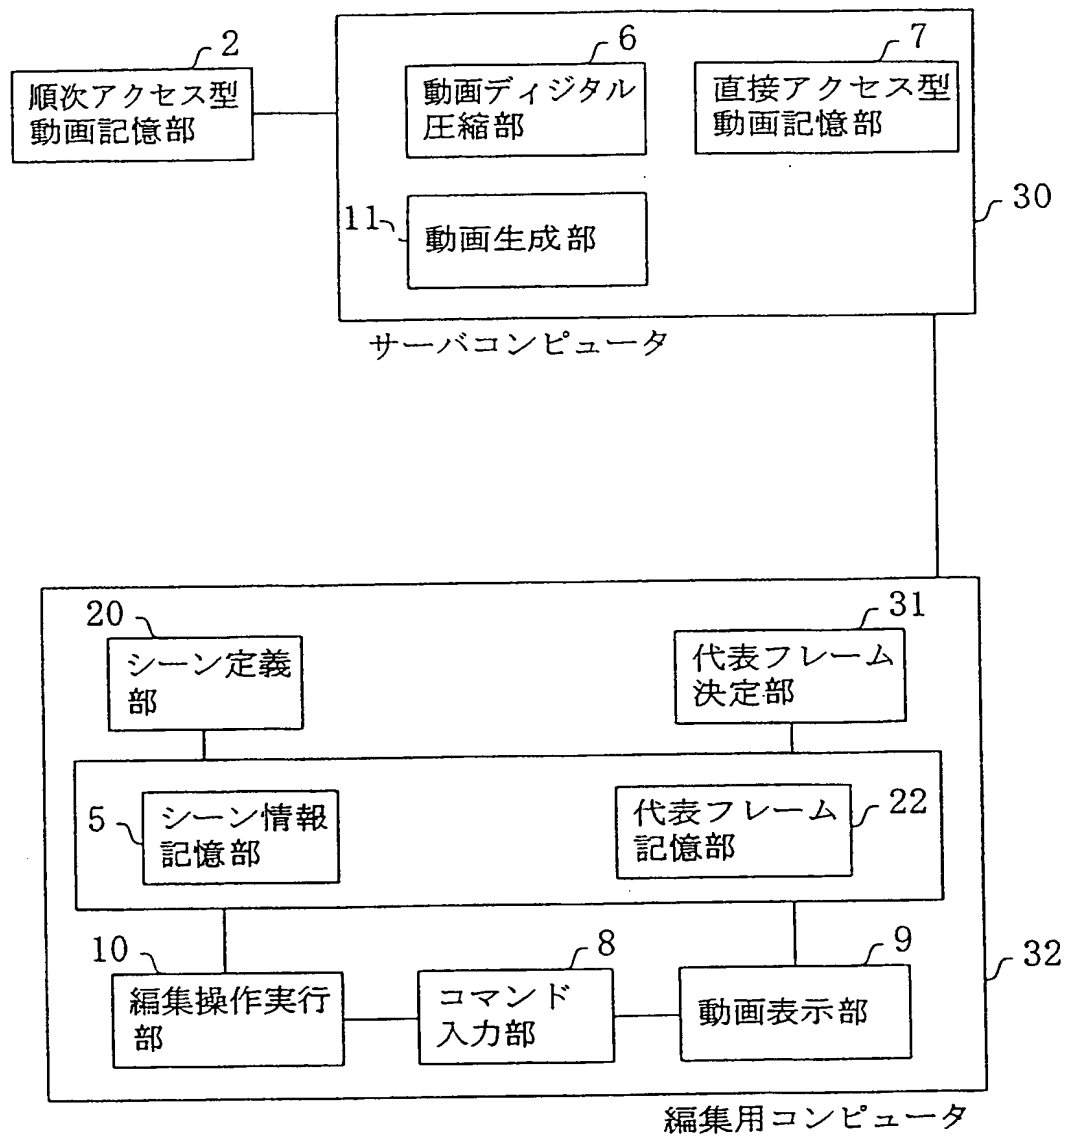 2
順次アクセス型
動画記憶部
6
動画ディジタル
圧縮部
7
直接アクセス型
動画記憶部
11
動画生成部
30
サーバコンピュータ
20
シーン定義
部
31
代表フレーム
決定部
5
シーン情報
記憶部
代表フレーム
記憶部
22
10
編集操作実行
部
8
コマンド
入力部
9
動画表示部
32
編集用コンピュータ